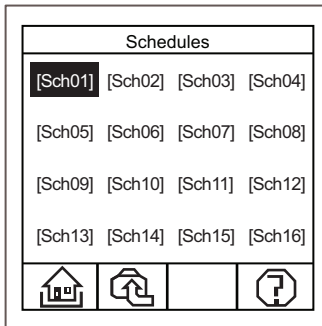 Schedules
[Sch01] [Sch02] [Sch03] [Sch04]
[Sch05] [Sch06] [Sch07] [Sch08]
[Sch09] [Sch10] [Sch11] [Sch12]
[Sch13] [Sch14] [Sch15] [Sch16]
?